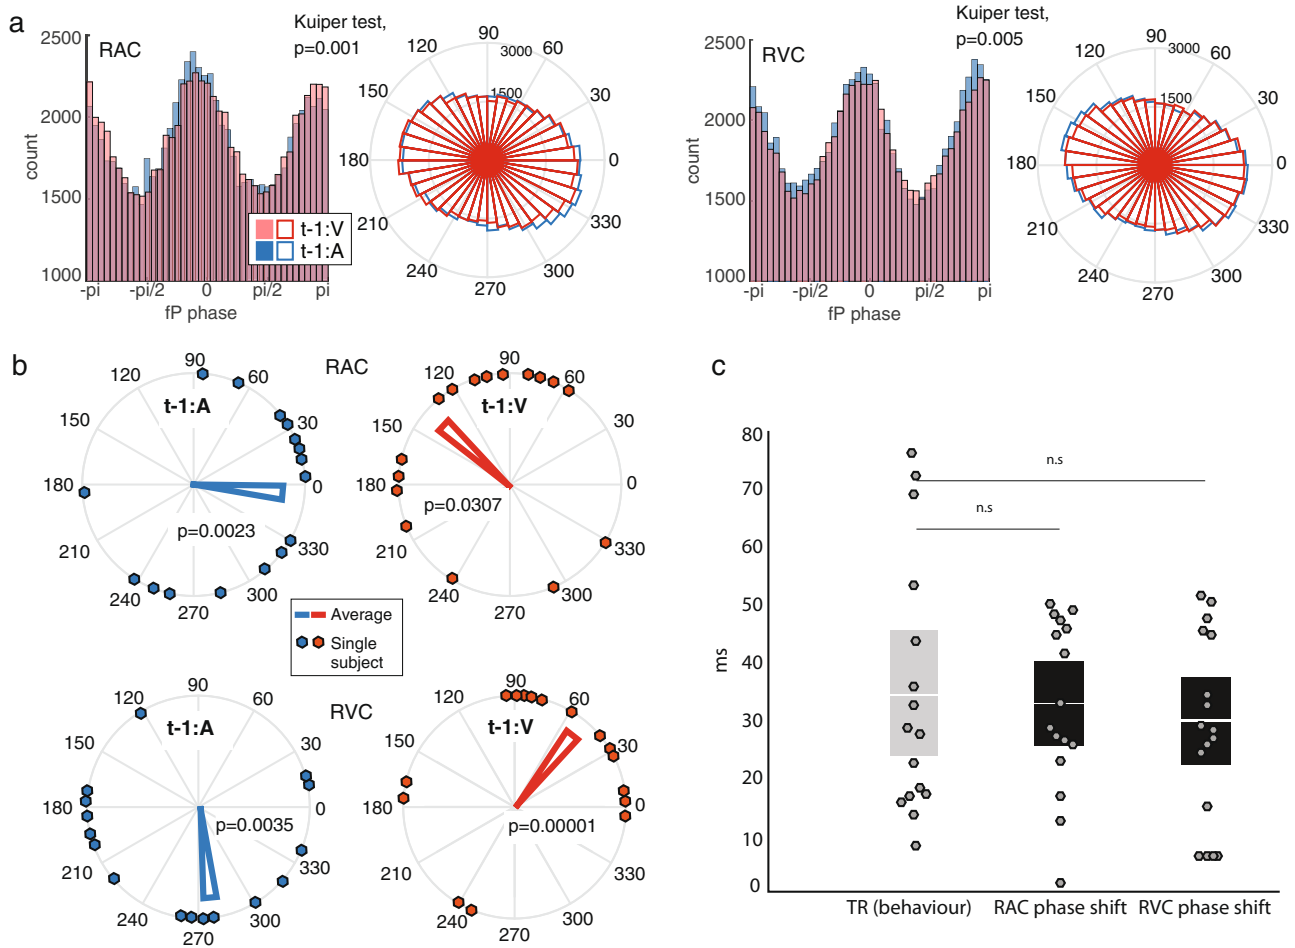 a
RAC
Kuiper test,
p=0.001
2500
2000
1500
1000
count
-pi
-pi/2
0
pi/2
pi
fP phase
t-1:V
t-1:A
90
3000
60
1500
30
0
330
300
270
240
210
180
150
120
RVC
Kuiper test,
p=0.005
2500
2000
1500
1000
count
-pi
-pi/2
0
pi/2
pi
fP phase
90
3000
60
1500
30
0
330
300
270
240
210
180
150
120
b
RAC
90
60
30
0
330
300
270
240
210
180
150
120
t-1:A
p=0.0023
90
60
30
0
330
300
270
240
210
180
150
120
t-1:V
p=0.0307
Average
Single
subject
RVC
90
60
30
0
330
300
270
240
210
180
150
120
t-1:A
p=0.0035
90
60
30
0
330
300
270
240
210
180
150
120
t-1:V
p=0.00001
c
80
70
60
50
40
30
20
10
0
ms
n.s
n.s
TR (behaviour)
RAC phase shift
RVC phase shift